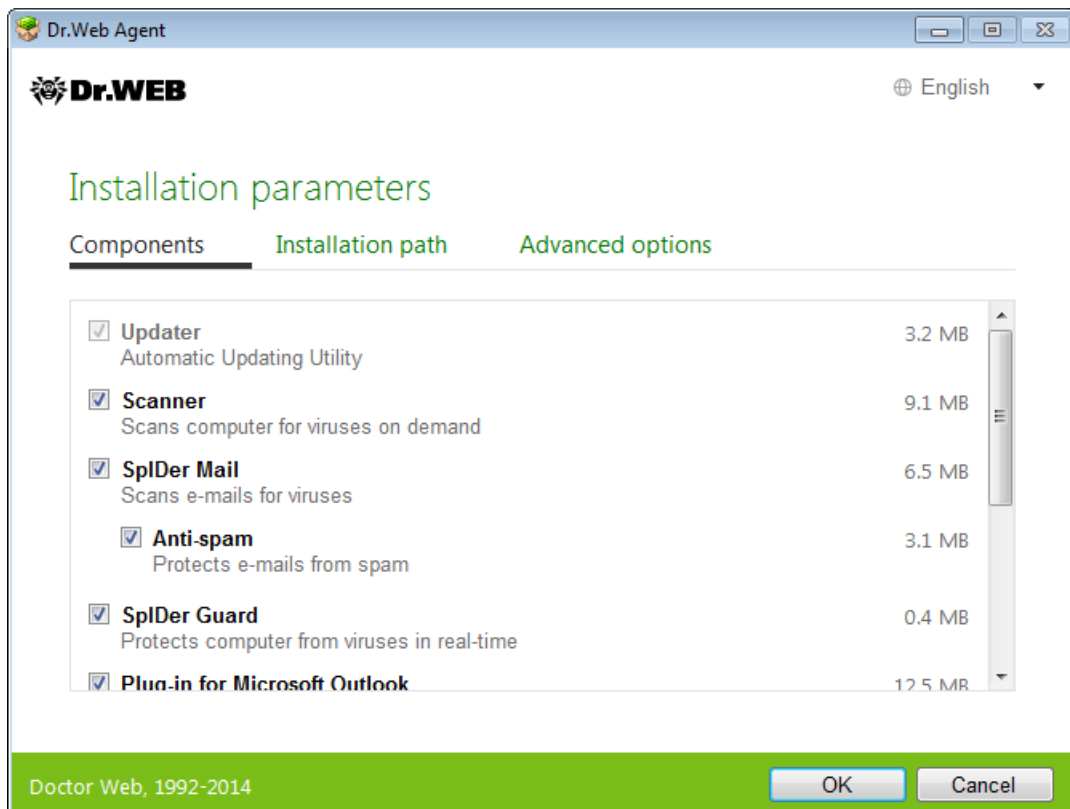 Dr.Web Agent
Dr.WEB
English
Installation parameters
Components Installation path Advanced options
Updater 3.2 MB
Automatic Updating Utility
Scanner 9.1 MB
Scans computer for viruses on demand
SpIDer Mail 6.5 MB
Scans e-mails for viruses
Anti-spam 3.1 MB
Protects e-mails from spam
SpIDer Guard 0.4 MB
Protects computer from viruses in real-time
Plug-in for Microsoft Outlook 12.5 MB
Doctor Web, 1992-2014 OK Cancel